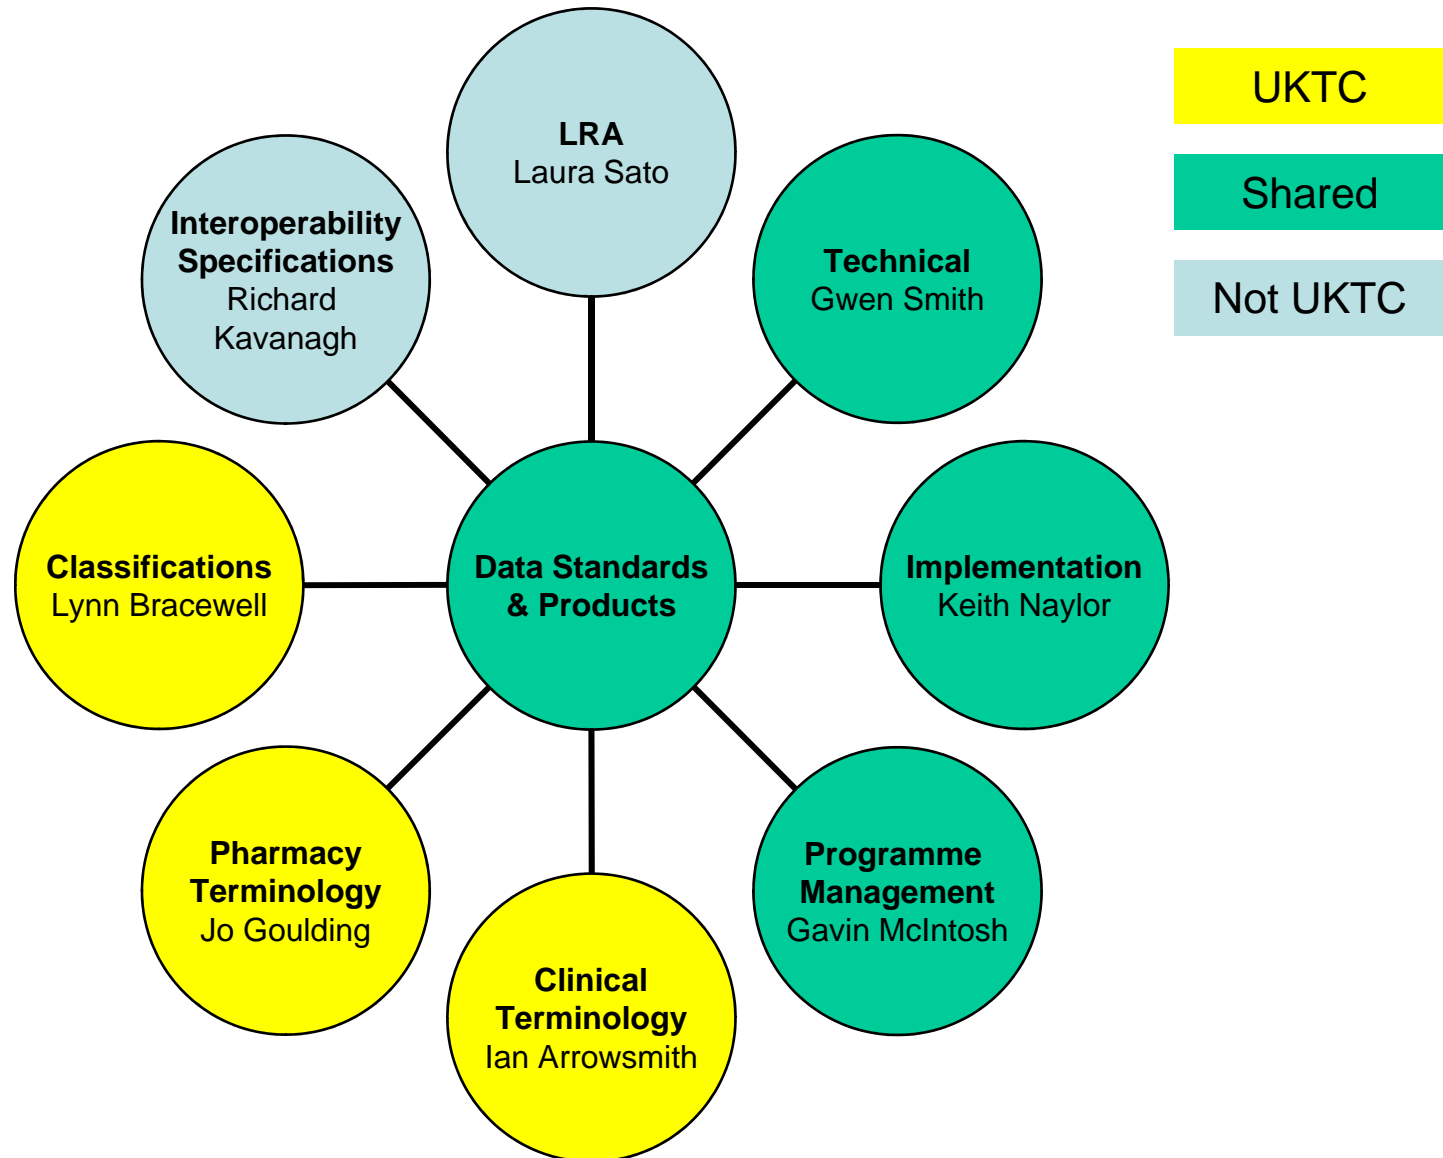 LRA
Laura Sato
Interoperability
Specifications
Richard
Kavanagh
Technical
Gwen Smith
Classifications
Lynn Bracewell
Data Standards
& Products
Implementation
Keith Naylor
Pharmacy
Terminology
Jo Goulding
Programme
Management
Gavin McIntosh
Clinical
Terminology
Ian Arrowsmith
UKTC
Shared
Not UKTC